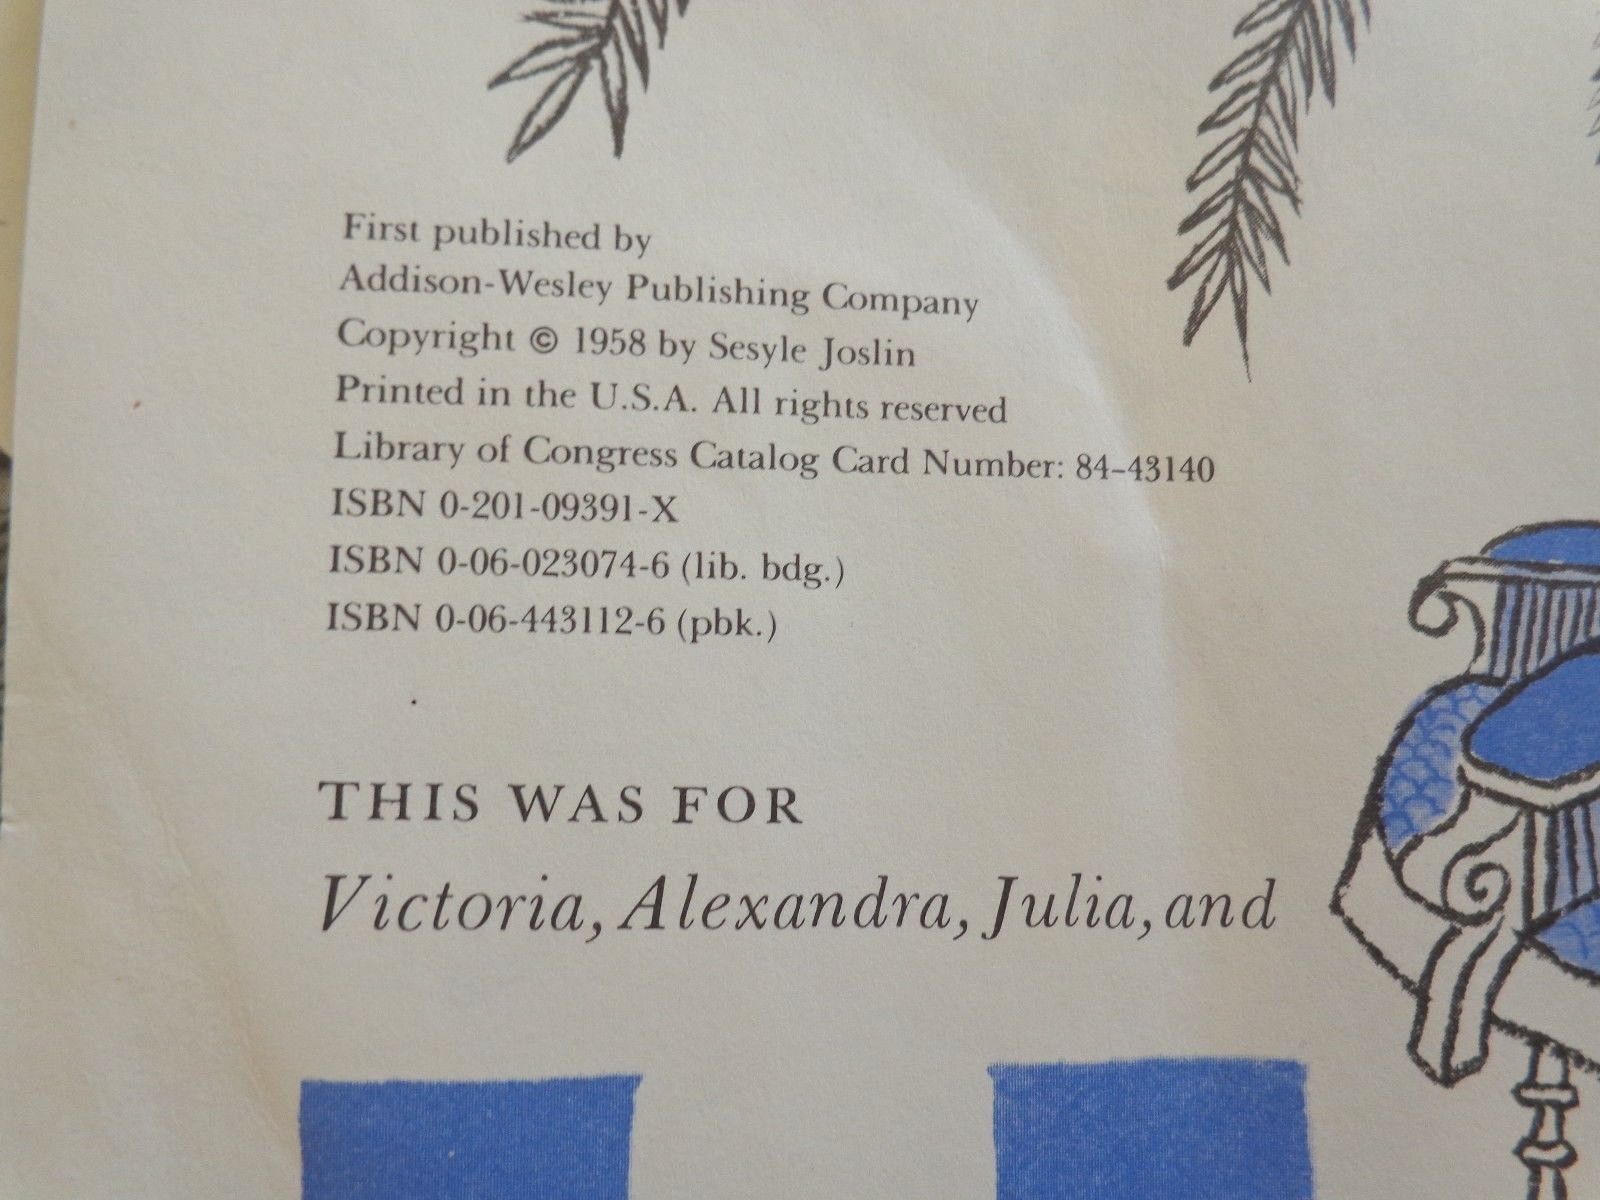 First published by
Addison-Wesley Publishing Company
Copyright © 1958 by Sesyle Joslin
Printed in the U.S.A. All rights reserved
Library of Congress Catalog Card Number: 84-43140
ISBN 0-201-09391-X
ISBN 0-06-023074-6 (lib. bdg.)
ISBN 0-06-443112-6 (pbk.)
THIS WAS FOR
Victoria, Alexandra, Julia, and